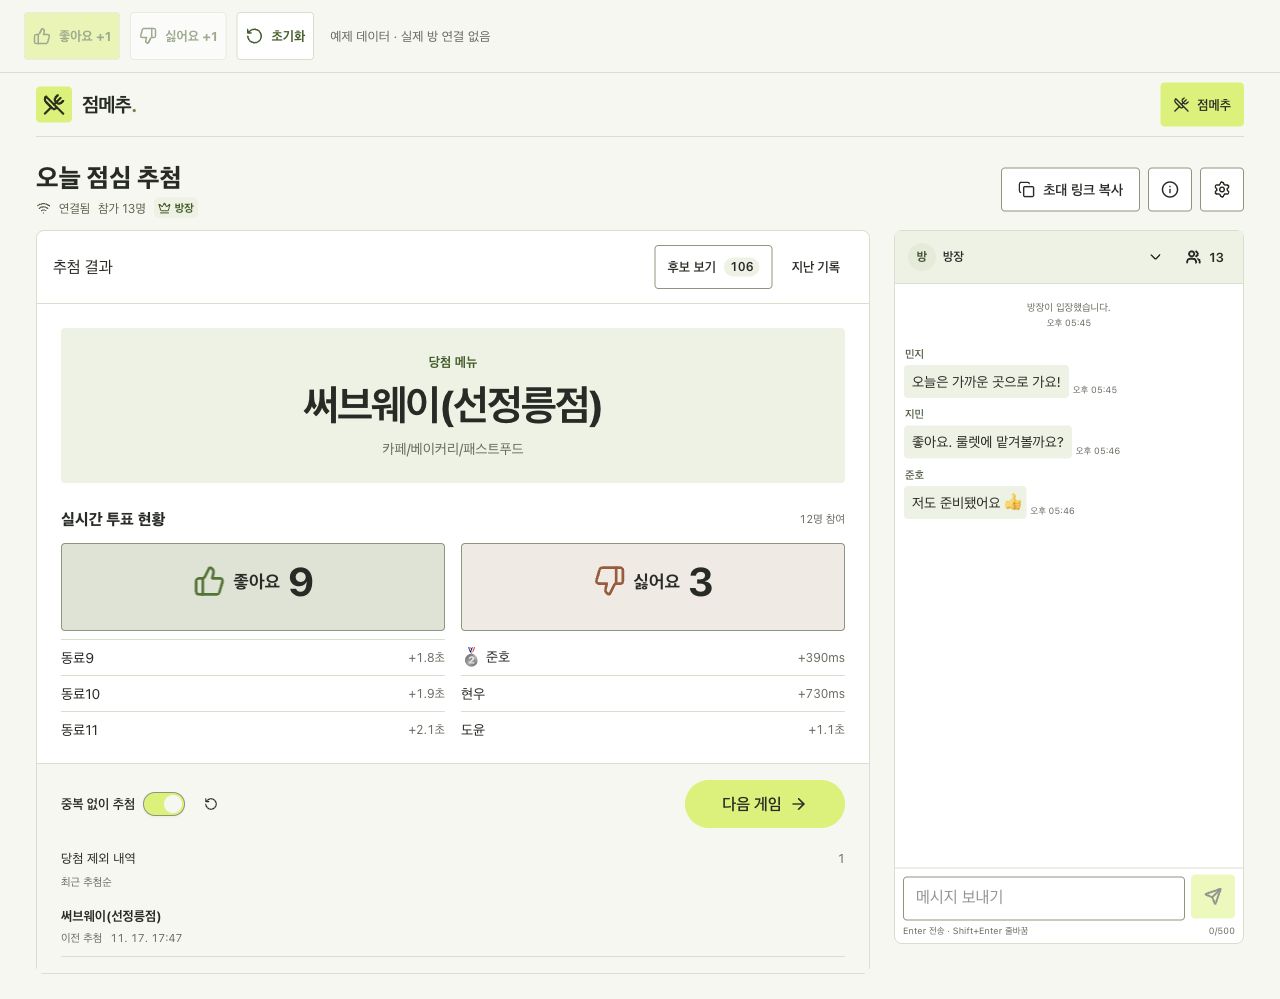 좋아요 +1
싫어요 +1
초기화
예제 데이터 · 실제 방 연결 없음
점메추.
점메추
오늘 점심 추첨
연결됨 참가 13명 방장
초대 링크 복사
추첨 결과
후보 보기 106
지난 기록
당첨 메뉴
써브웨이(선정릉점)
카페/베이커리/패스트푸드
실시간 투표 현황
12명 참여
좋아요 9
싫어요 3
동료9 +1.8초
동료10 +1.9초
동료11 +2.1초
2 준호 +390ms
현우 +730ms
도윤 +1.1초
중복 없이 추첨
다음 게임
당첨 제외 내역 1
최근 추첨순
써브웨이(선정릉점)
이전 추첨 11. 17. 17:47
방 방장 13
방장이 입장했습니다.
오후 05:45
민지
오늘은 가까운 곳으로 가요! 오후 05:45
지민
좋아요. 룰렛에 맡겨볼까요? 오후 05:46
준호
저도 준비됐어요 👍 오후 05:46
메시지 보내기
Enter 전송 · Shift+Enter 줄바꿈 0/500